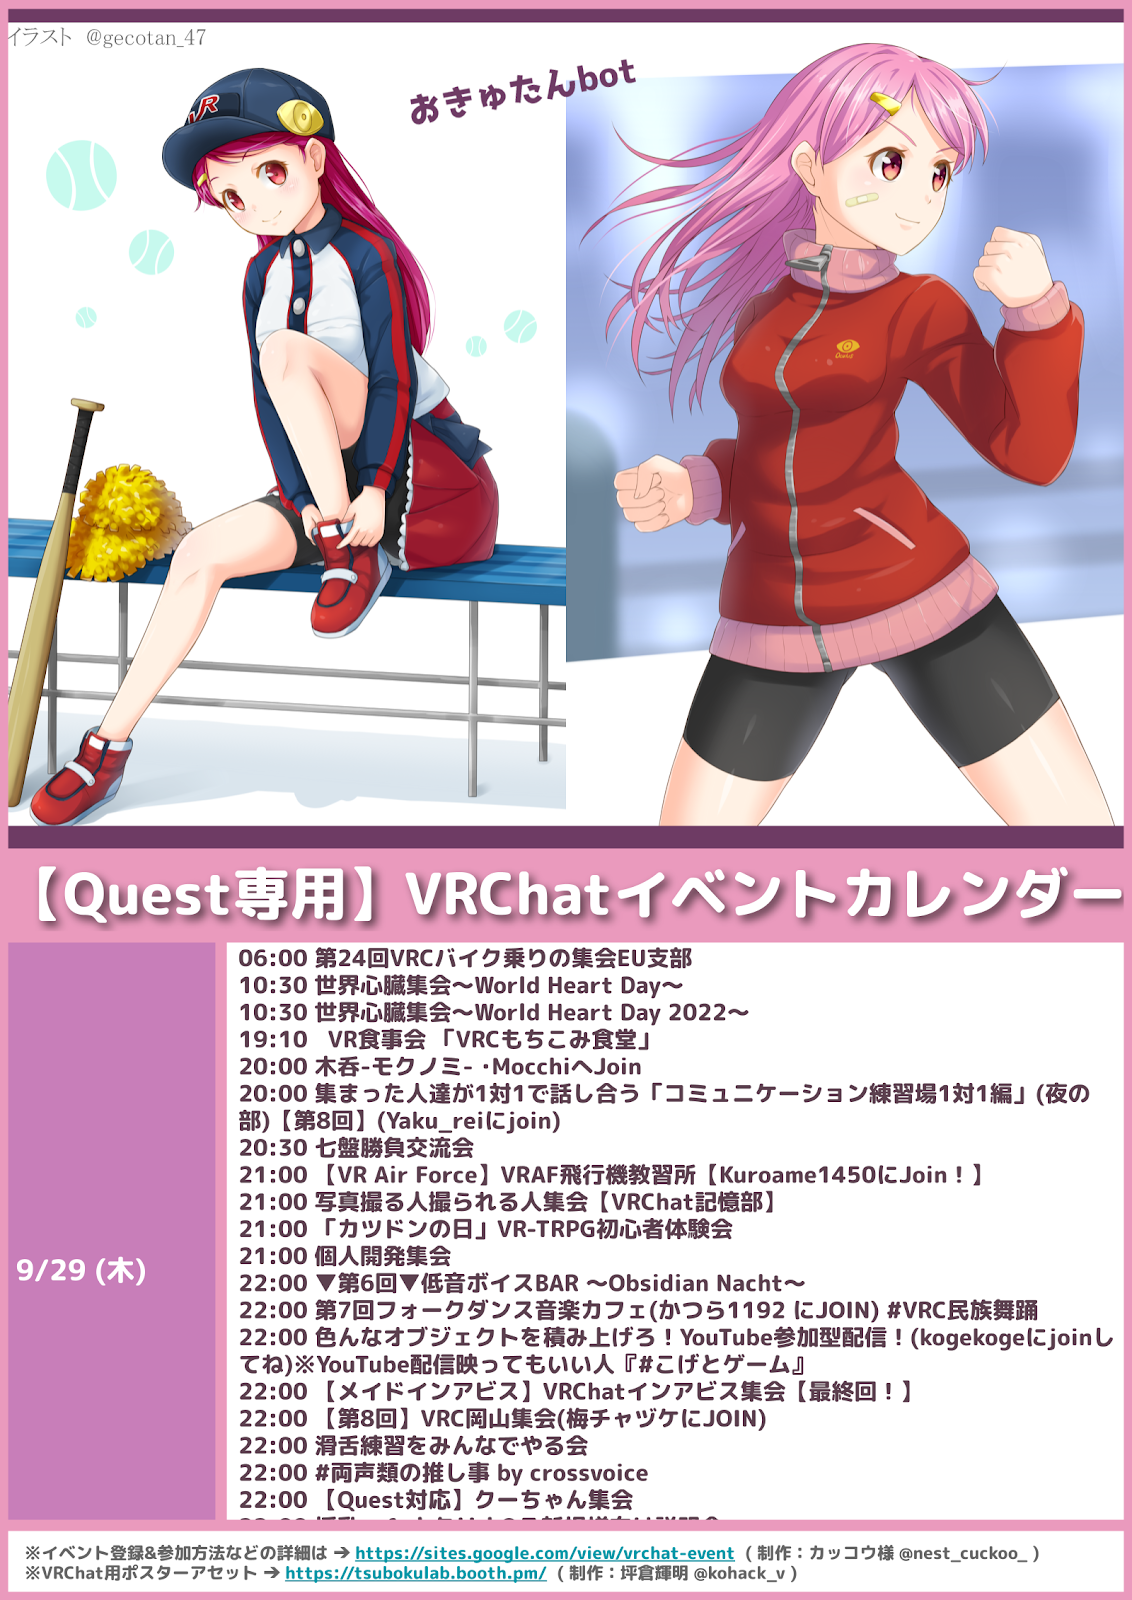 イラスト @gecotan_47
おきゅたんbot
VR
Quest
【Quest専用】VRChatイベントカレンダー
9/29 (木)
06:00 第24回VRCバイク乗りの集会EU支部
10:30 世界心臓集会～World Heart Day～
10:30 世界心臓集会～World Heart Day 2022～
19:10 VR食事会 「VRCもちこみ食堂」
20:00 木呑-モクノミ- ･MocchiへJoin
20:00 集まった人達が1対1で話し合う「コミュニケーション練習場1対1編」(夜の
部)【第8回】(Yaku_reiにjoin)
20:30 七盤勝負交流会
21:00 【VR Air Force】VRAF飛行機教習所【Kuroame1450にJoin！】
21:00 写真撮る人撮られる人集会【VRChat記憶部】
21:00 「カツドンの日」VR-TRPG初心者体験会
21:00 個人開発集会
22:00 ▼第6回▼低音ボイスBAR ～Obsidian Nacht～
22:00 第7回フォークダンス音楽カフェ(かつら1192 にJOIN) #VRC民族舞踊
22:00 色んなオブジェクトを積み上げろ！YouTube参加型配信！(kogekogeにjoinし
てね)※YouTube配信映ってもいい人『#こげとゲーム』
22:00 【メイドインアビス】VRChatインアビス集会【最終回！】
22:00 【第8回】VRC岡山集会(梅チャヅケにJOIN)
22:00 滑舌練習をみんなでやる会
22:00 #両声類の推し事 by crossvoice
22:00 【Quest対応】クーちゃん集会
※イベント登録&参加方法などの詳細は ➔ https://sites.google.com/view/vrchat-event ( 制作：カッコウ様 @nest_cuckoo_ )
※VRChat用ポスターアセット ➔ https://tsubokulab.booth.pm/ ( 制作：坪倉輝明 @kohack_v )